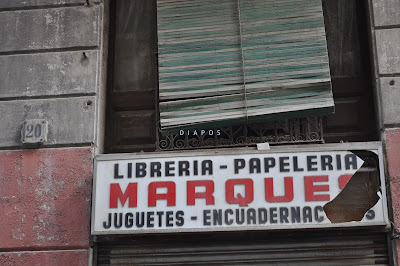 DIAPOS
20
LIBRERIA - PAPELERIA
MARQUES
JUGUETES - ENCUADERNAC